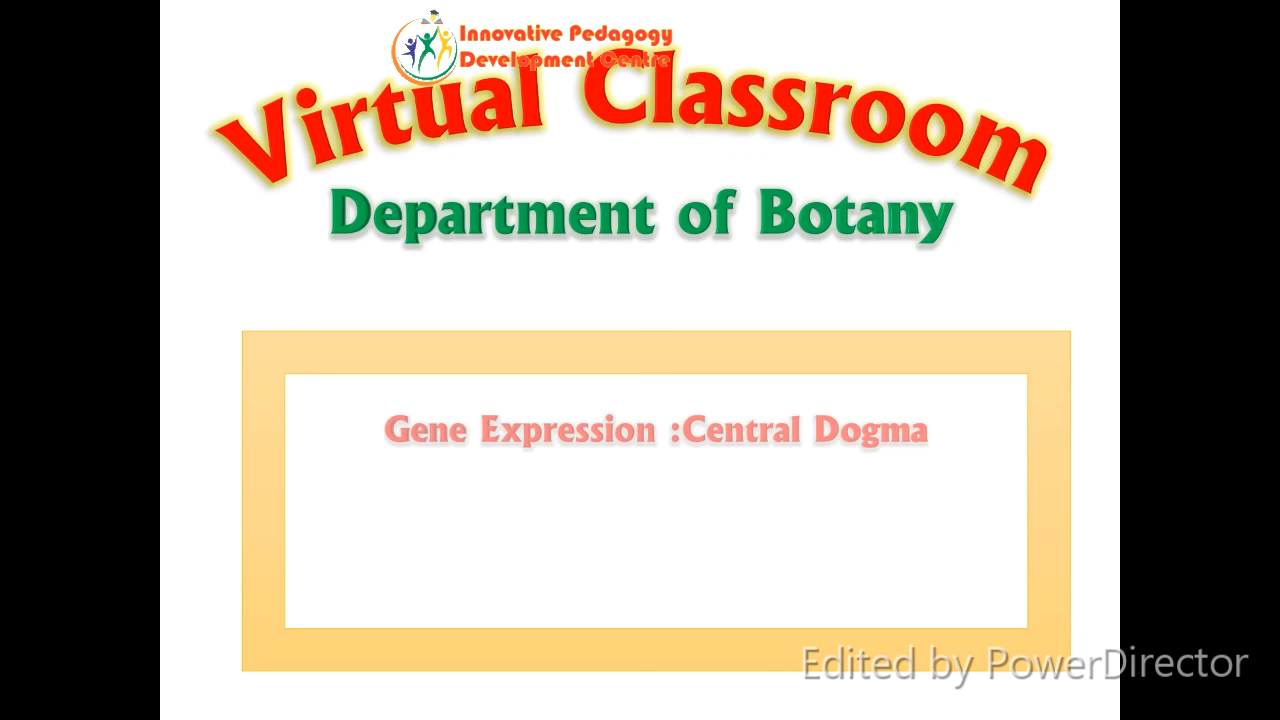 Innovative Pedagogy
Development Centre
Virtual Classroom
Department of Botany
Gene Expression :Central Dogma
Edited by PowerDirector